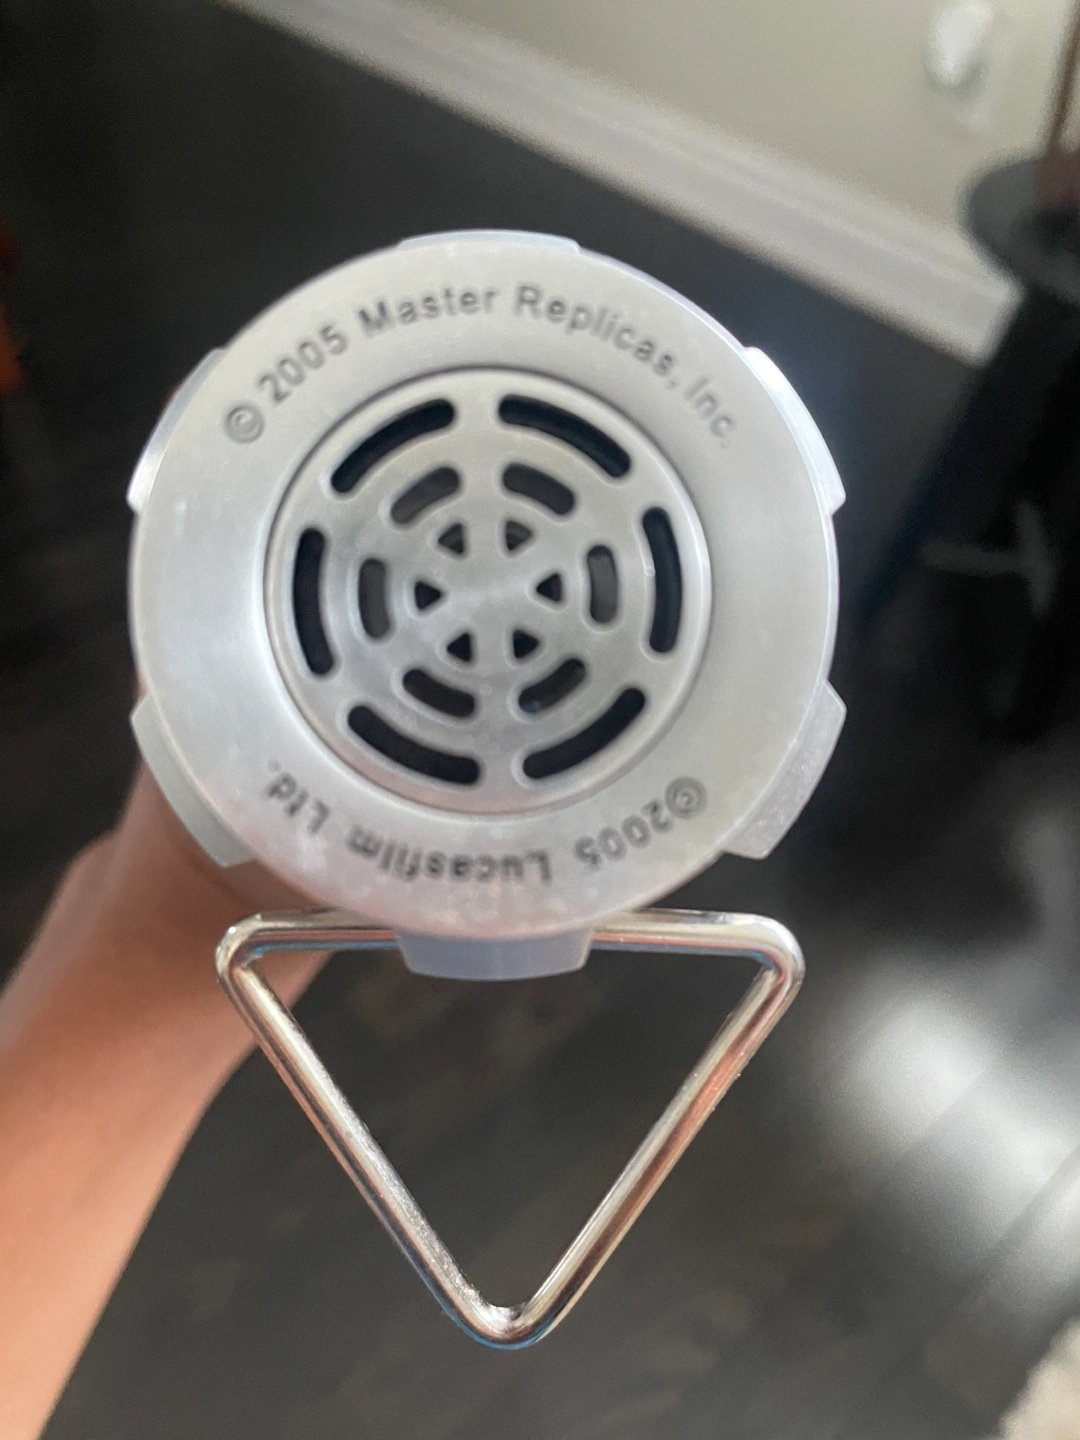 © 2005 Master Replicas, Inc.
©2005 Lucasfilm Ltd.